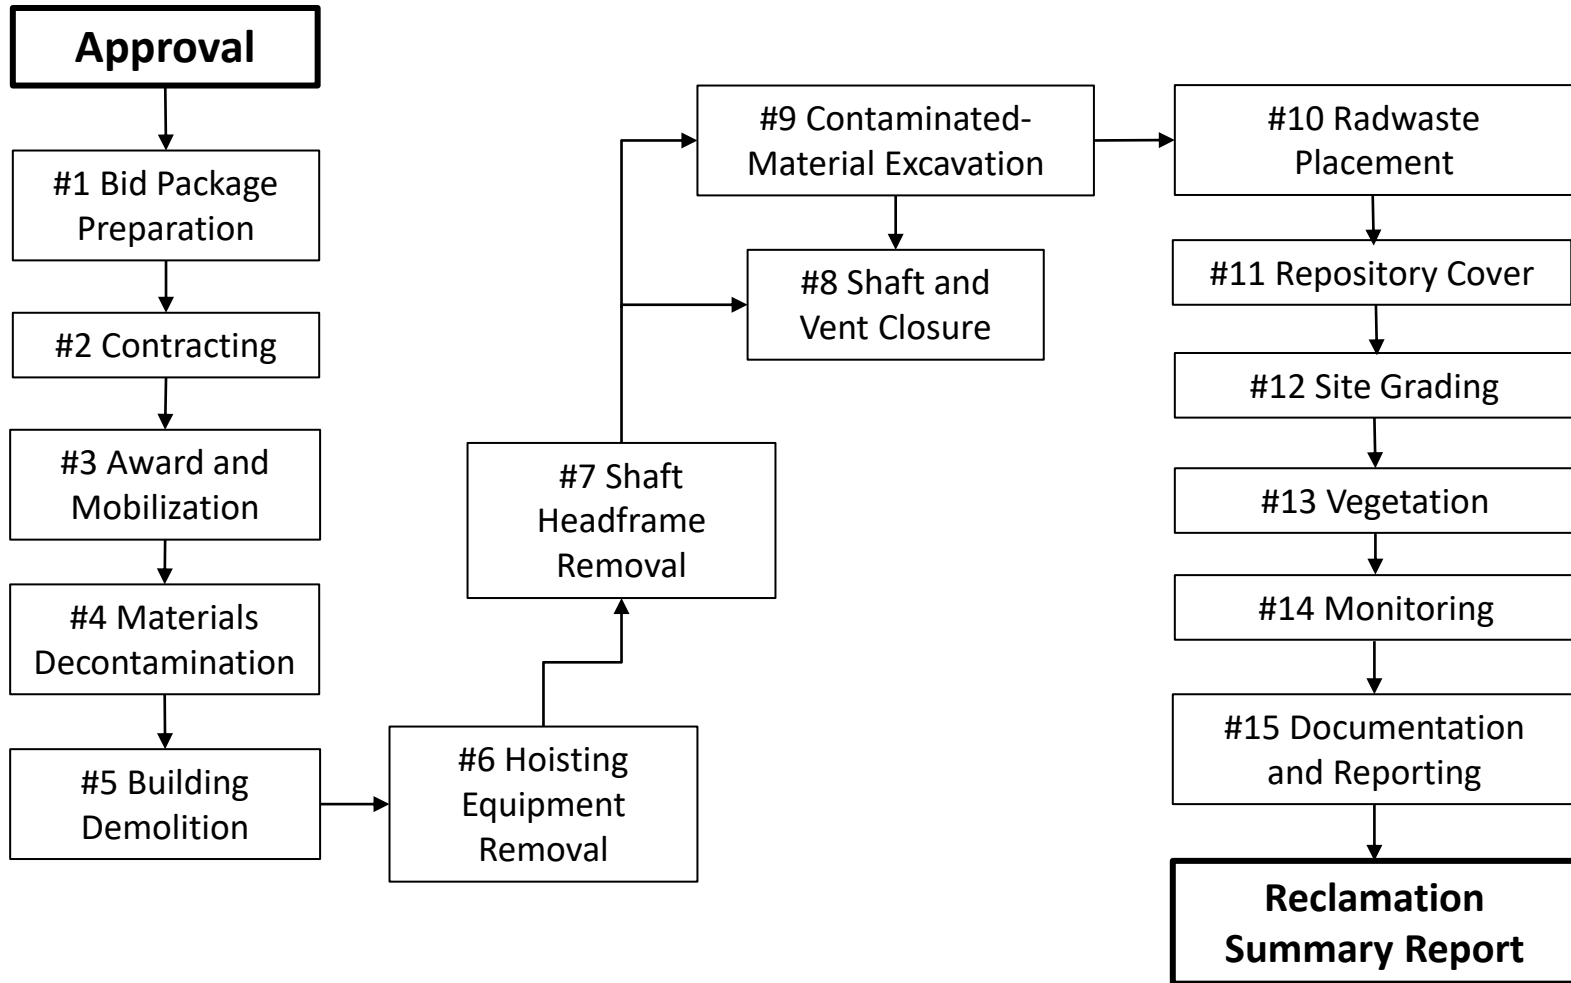 Approval
#1 Bid Package
Preparation
#2 Contracting
#3 Award and
Mobilization
#4 Materials
Decontamination
#5 Building
Demolition
#6 Hoisting
Equipment
Removal
#7 Shaft
Headframe
Removal
#8 Shaft and
Vent Closure
#9 Contaminated-
Material Excavation
#10 Radwaste
Placement
#11 Repository Cover
#12 Site Grading
#13 Vegetation
#14 Monitoring
#15 Documentation
and Reporting
Reclamation
Summary Report